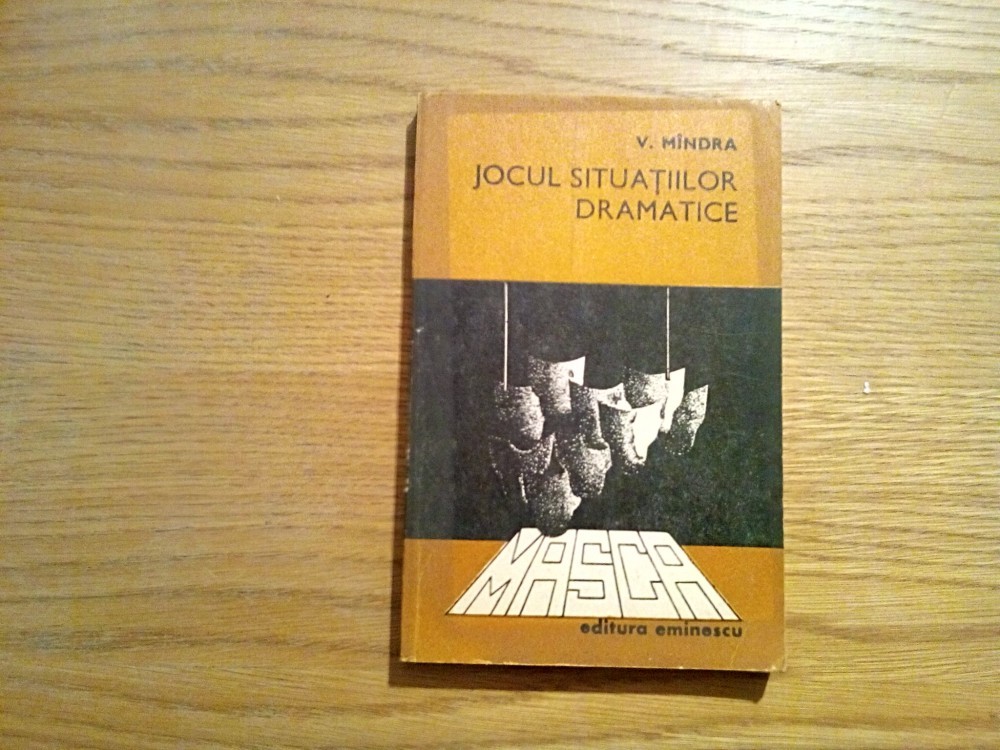 V. MÎNDRA
JOCUL SITUAȚIILOR
DRAMATICE
MASCA
editura eminescu